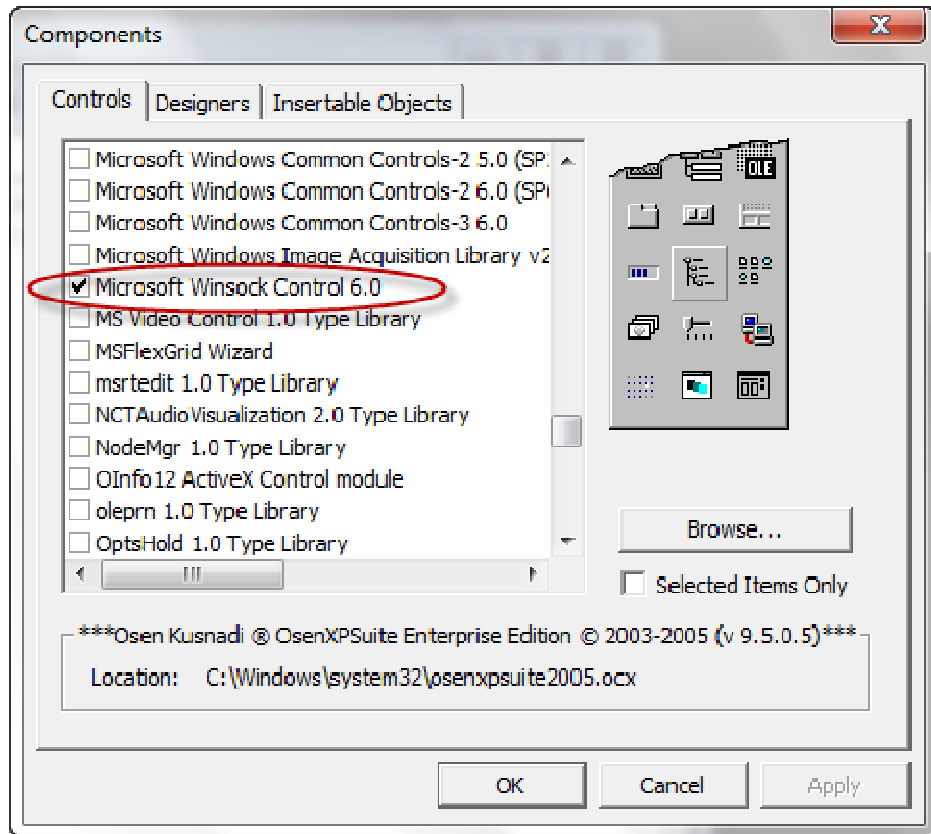 Components
Controls Designers Insertable Objects
Microsoft Windows Common Controls-2 5.0 (SP
Microsoft Windows Common Controls-2 6.0 (SP
Microsoft Windows Common Controls-3 6.0
Microsoft Windows Image Acquisition Library v2
Microsoft Winsock Control 6.0
MS Video Control 1.0 Type Library
MSFlexGrid Wizard
msrtedit 1.0 Type Library
NCTAudioVisualization 2.0 Type Library
NodeMgr 1.0 Type Library
OInfo12 ActiveX Control module
oleprn 1.0 Type Library
OptsHold 1.0 Type Library
OLE
Browse...
Selected Items Only
***Osen Kusnadi ® OsenXPSuite Enterprise Edition © 2003-2005 (v 9.5.0.5)***
Location: C:\Windows\system32\osenxpsuite2005.ocx
OK Cancel Apply